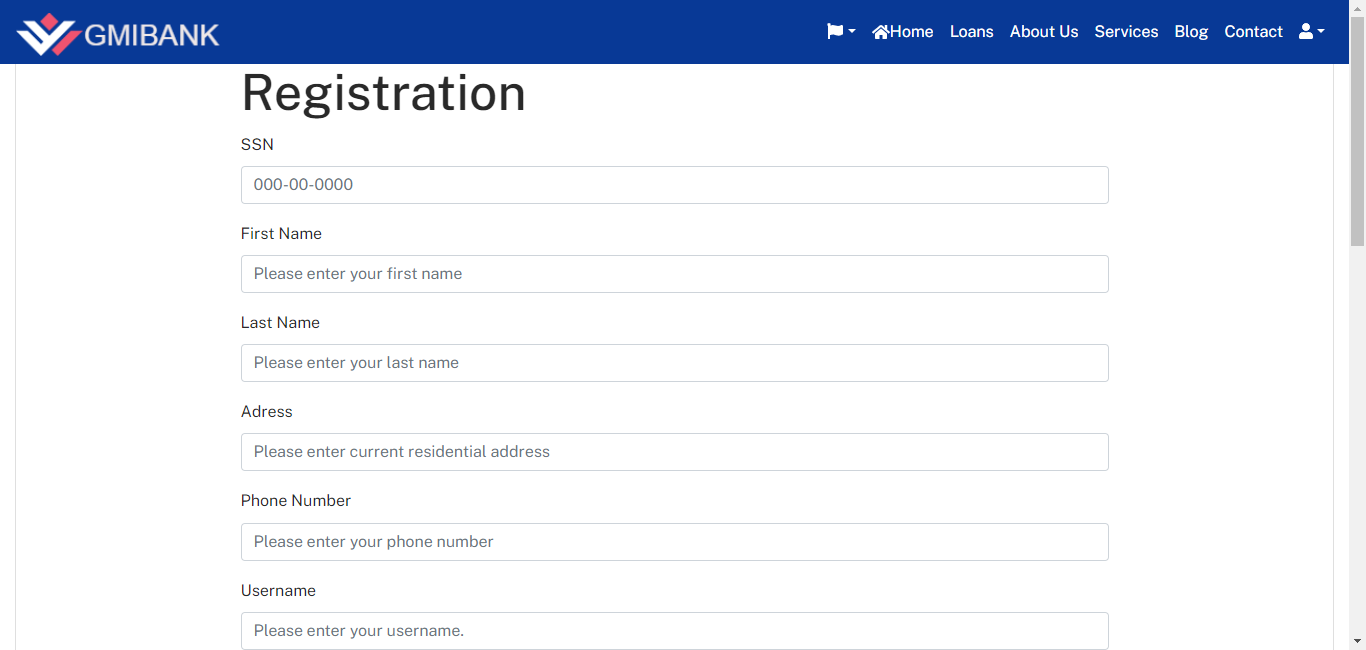 GMIBANK
Home Loans About Us Services Blog Contact
Registration
SSN
000-00-0000
First Name
Please enter your first name
Last Name
Please enter your last name
Adress
Please enter current residential address
Phone Number
Please enter your phone number
Username
Please enter your username.